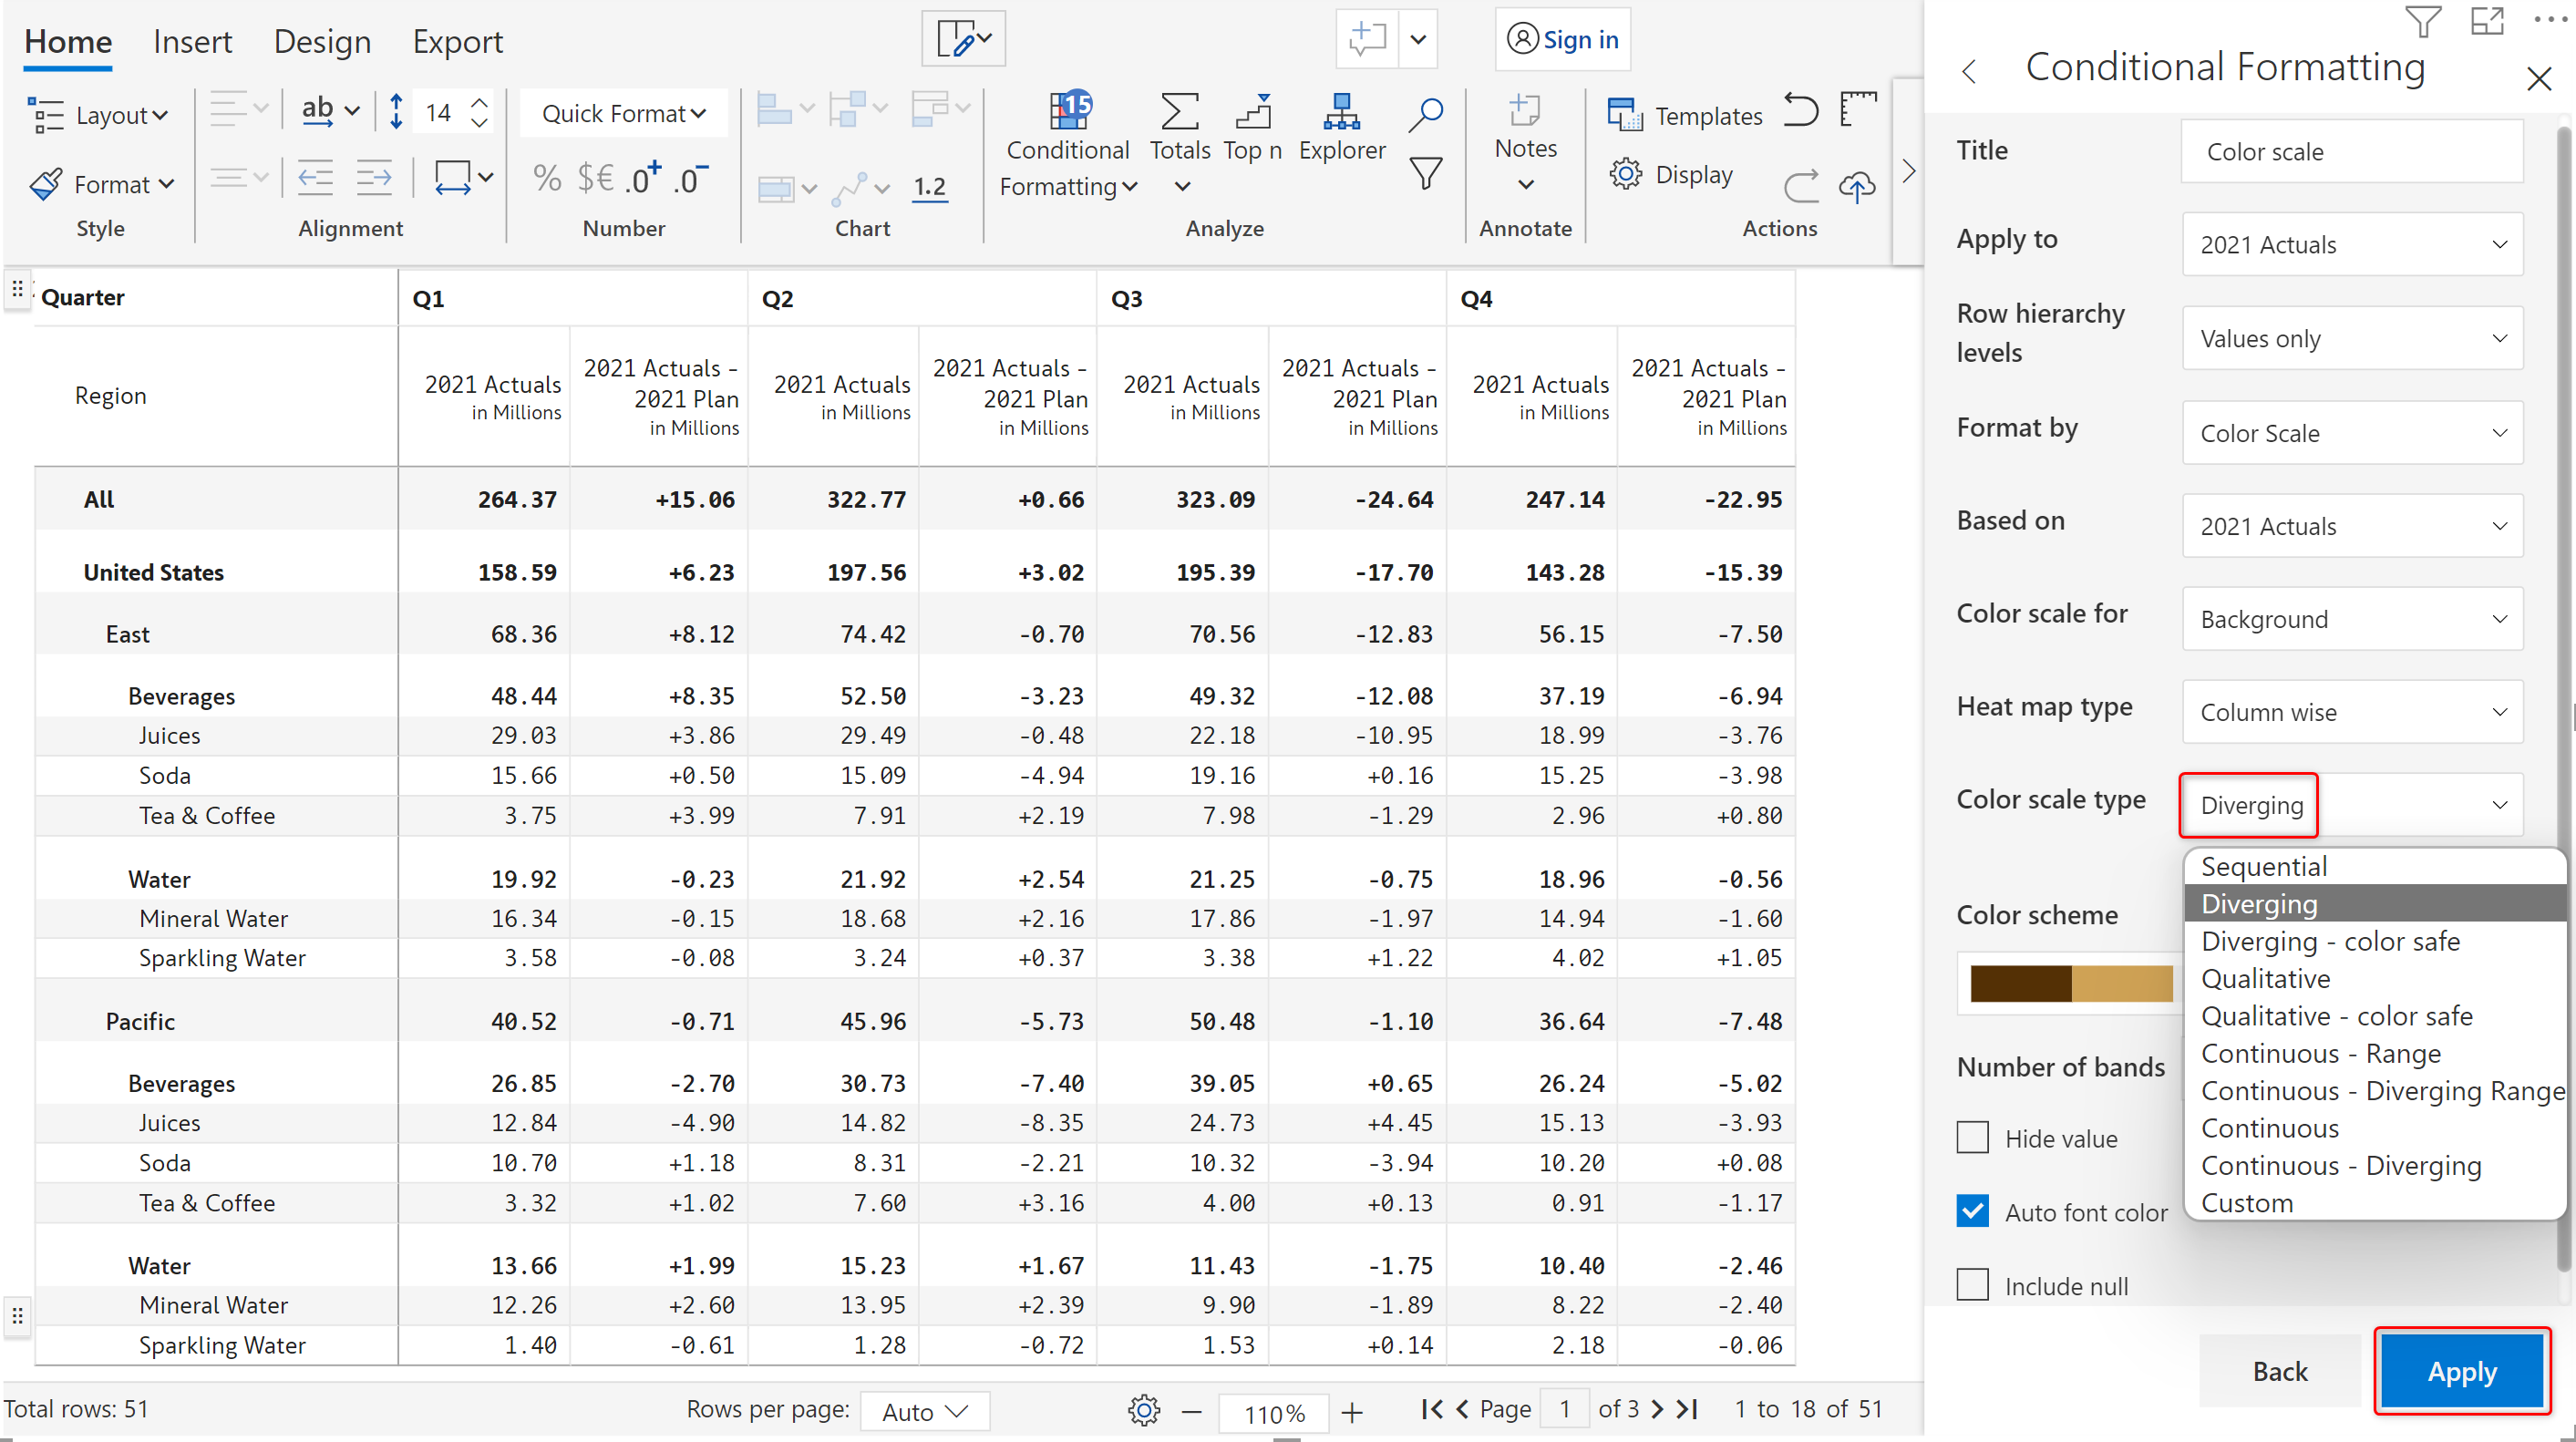 Home Insert Design Export Sign in
Layout ab 14 Quick Format 15 Conditional Formatting Totals Top n Explorer Notes Templates
Format % $€ .0+ .0- 1.2 Display
Style Alignment Number Chart Analyze Annotate Actions
Quarter Q1 Q2 Q3 Q4
Region 2021 Actuals in Millions 2021 Actuals - 2021 Plan in Millions 2021 Actuals in Millions 2021 Actuals - 2021 Plan in Millions 2021 Actuals in Millions 2021 Actuals - 2021 Plan in Millions 2021 Actuals in Millions 2021 Actuals - 2021 Plan in Millions
All 264.37 +15.06 322.77 +0.66 323.09 -24.64 247.14 -22.95
United States 158.59 +6.23 197.56 +3.02 195.39 -17.70 143.28 -15.39
East 68.36 +8.12 74.42 -0.70 70.56 -12.83 56.15 -7.50
Beverages 48.44 +8.35 52.50 -3.23 49.32 -12.08 37.19 -6.94
Juices 29.03 +3.86 29.49 -0.48 22.18 -10.95 18.99 -3.76
Soda 15.66 +0.50 15.09 -4.94 19.16 +0.16 15.25 -3.98
Tea & Coffee 3.75 +3.99 7.91 +2.19 7.98 -1.29 2.96 +0.80
Water 19.92 -0.23 21.92 +2.54 21.25 -0.75 18.96 -0.56
Mineral Water 16.34 -0.15 18.68 +2.16 17.86 -1.97 14.94 -1.60
Sparkling Water 3.58 -0.08 3.24 +0.37 3.38 +1.22 4.02 +1.05
Pacific 40.52 -0.71 45.96 -5.73 50.48 -1.10 36.64 -7.48
Beverages 26.85 -2.70 30.73 -7.40 39.05 +0.65 26.24 -5.02
Juices 12.84 -4.90 14.82 -8.35 24.73 +4.45 15.13 -3.93
Soda 10.70 +1.18 8.31 -2.21 10.32 -3.94 10.20 +0.08
Tea & Coffee 3.32 +1.02 7.60 +3.16 4.00 +0.13 0.91 -1.17
Water 13.66 +1.99 15.23 +1.67 11.43 -1.75 10.40 -2.46
Mineral Water 12.26 +2.60 13.95 +2.39 9.90 -1.89 8.22 -2.40
Sparkling Water 1.40 -0.61 1.28 -0.72 1.53 +0.14 2.18 -0.06
Total rows: 51 Rows per page: Auto 110% Page 1 of 3 1 to 18 of 51
Conditional Formatting
Title Color scale
Apply to 2021 Actuals
Row hierarchy levels Values only
Format by Color Scale
Based on 2021 Actuals
Color scale for Background
Heat map type Column wise
Color scale type Diverging
Sequential
Diverging
Diverging - color safe
Qualitative
Qualitative - color safe
Continuous - Range
Continuous - Diverging Range
Continuous
Continuous - Diverging
Custom
Color scheme
Number of bands
Hide value
Auto font color
Include null
Back Apply